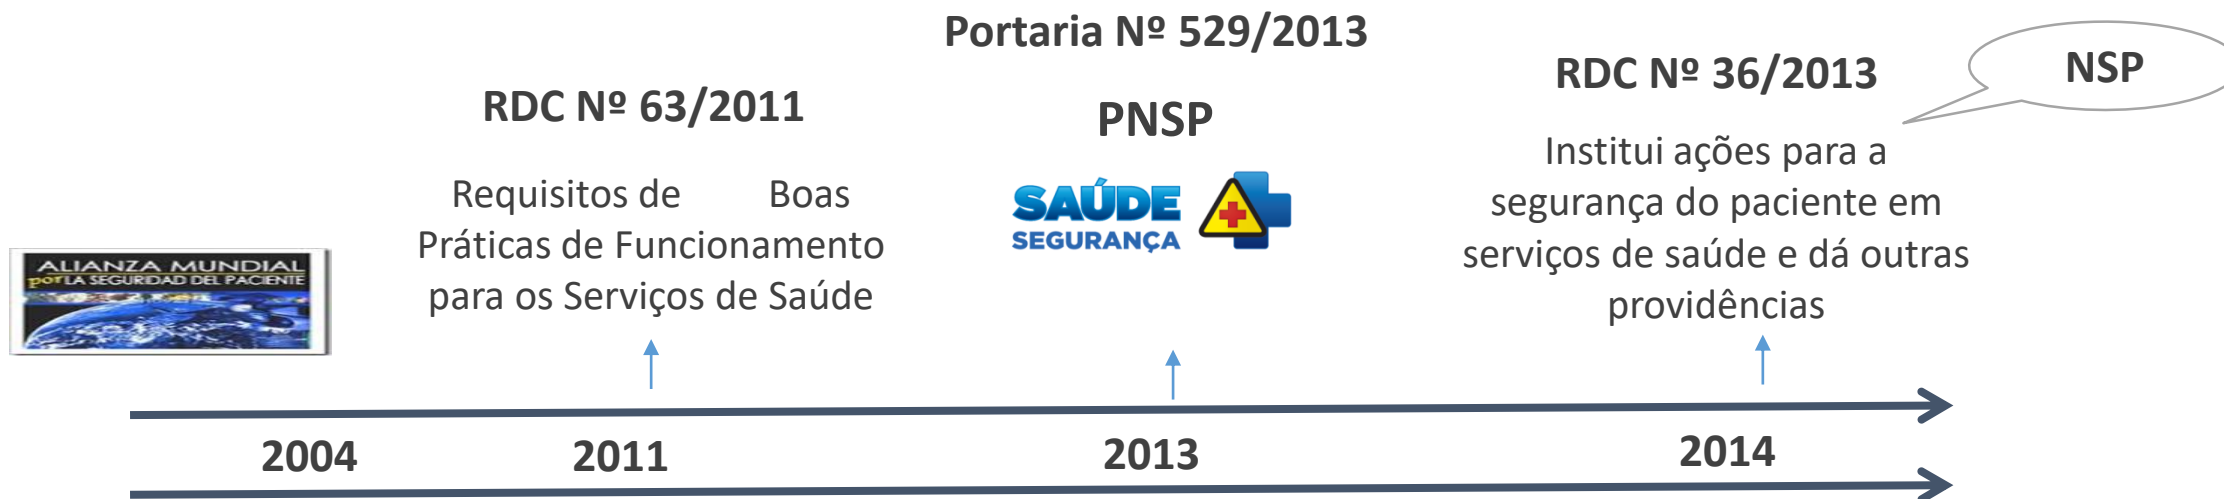 ALIANZA MUNDIAL
por LA SEGURIDAD DEL PACIENTE
2004
RDC Nº 63/2011
Requisitos de Boas
Práticas de Funcionamento
para os Serviços de Saúde
2011
Portaria Nº 529/2013
PNSP
SAÚDE
SEGURANÇA
2013
RDC Nº 36/2013
NSP
Institui ações para a
segurança do paciente em
serviços de saúde e dá outras
providências
2014